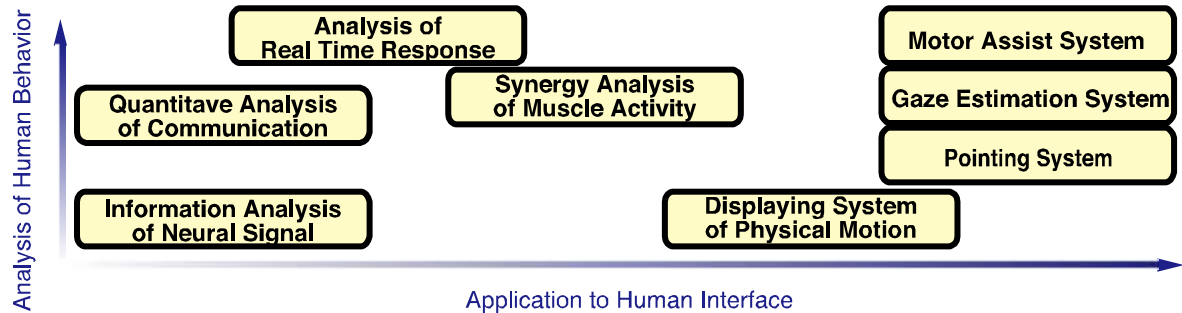 Analysis of Human Behavior
Analysis of
Real Time Response
Motor Assist System
Synergy Analysis
of Muscle Activity
Gaze Estimation System
Quantitave Analysis
of Communication
Pointing System
Information Analysis
of Neural Signal
Displaying System
of Physical Motion
Application to Human Interface